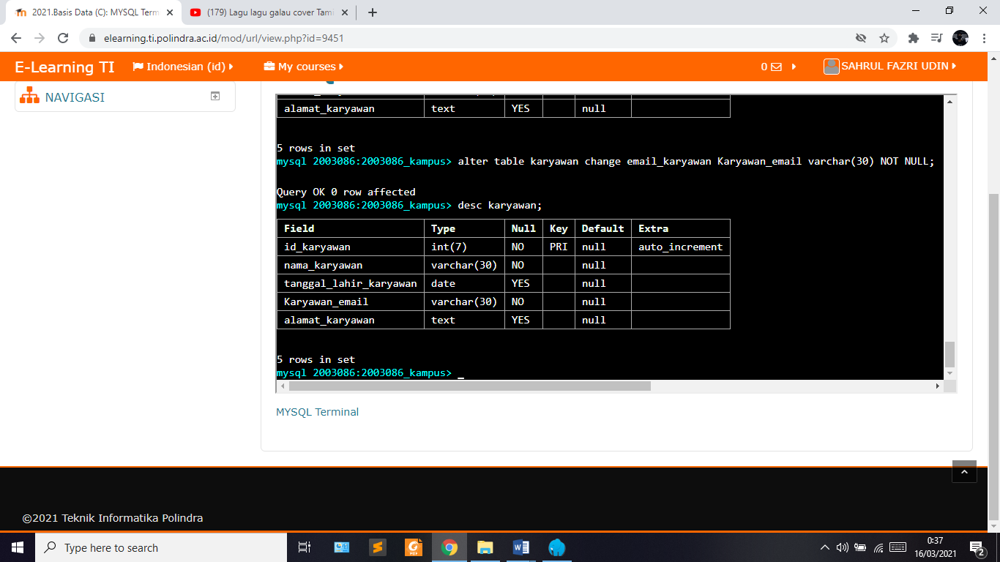 2021.Basis Data (C): MYSQL Term
(179) Lagu lagu galau cover Tami
elearning.ti.polindra.ac.id/mod/url/view.php?id=9451
E-Learning TI Indonesian (id) My courses 0 SAHRUL FAZRI UDIN
NAVIGASI
alamat_karyawan text YES null
5 rows in set
mysql 2003086:2003086_kampus> alter table karyawan change email_karyawan Karyawan_email varchar(30) NOT NULL;
Query OK 0 row affected
mysql 2003086:2003086_kampus> desc karyawan;
Field Type Null Key Default Extra
id_karyawan int(7) NO PRI null auto_increment
nama_karyawan varchar(30) NO null
tanggal_lahir_karyawan date YES null
Karyawan_email varchar(30) NO null
alamat_karyawan text YES null
5 rows in set
mysql 2003086:2003086_kampus> _
MYSQL Terminal
©2021 Teknik Informatika Polindra
Type here to search
0:37
16/03/2021
2